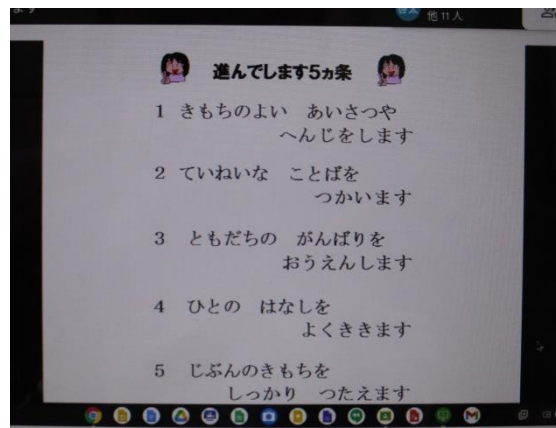 他11人
進んでします5ヵ条
1 きもちのよい あいさつや
へんじをします
2 ていねいな ことばを
つかいます
3 ともだちの がんばりを
おうえんします
4 ひとの はなしを
よくききます
5 じぶんのきもちを
しっかり つたえます